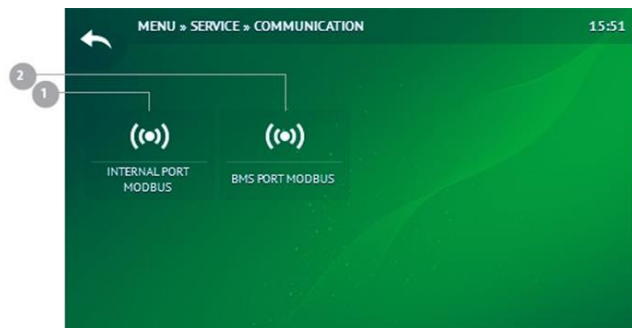 MENU » SERVICE » COMMUNICATION 15:51
2
1
INTERNAL PORT
MODBUS
BMS PORT MODBUS